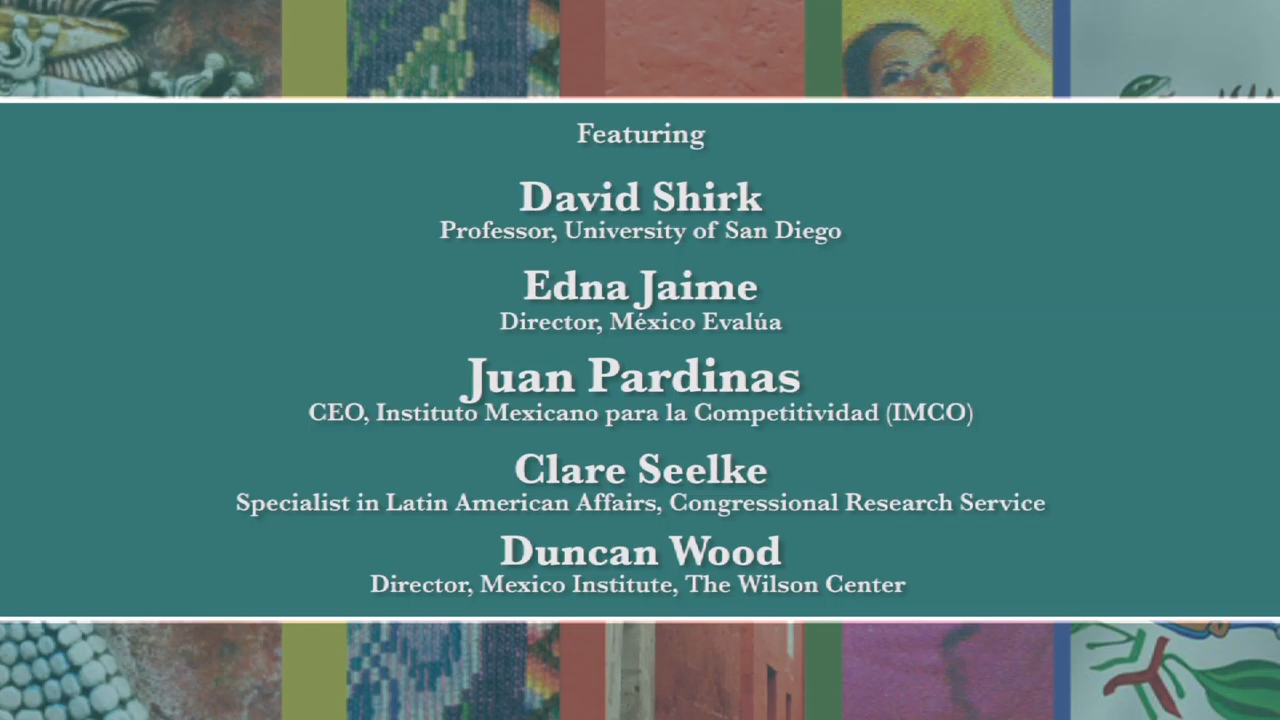 Featuring
David Shirk
Professor, University of San Diego
Edna Jaime
Director, México Evalúa
Juan Pardinas
CEO, Instituto Mexicano para la Competitividad (IMCO)
Clare Seelke
Specialist in Latin American Affairs, Congressional Research Service
Duncan Wood
Director, Mexico Institute, The Wilson Center